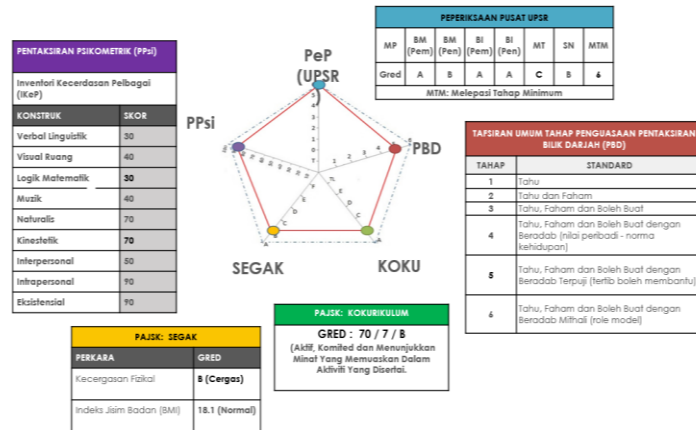 PEPERIKSAAN PUSAT UPSR
MP BM (Pem) BM (Pen) BI (Pem) BI (Pen) MT SN MTM
Gred A B A A C B 6
MTM: Melepasi Tahap Minimum
PENTAKSIRAN PSIKOMETRIK (PPsi)
Inventori Kecerdasan Pelbagai
(IKeP)
KONSTRUK SKOR
Verbal Linguistik 30
Visual Ruang 40
Logik Matematik 30
Muzik 40
Naturalis 70
Kinestetik 70
Interpersonal 50
Intrapersonal 90
Eksistensial 90
PeP
(UPSR
)
PPsi
PBD
SEGAK
KOKU
TAFSIRAN UMUM TAHAP PENGUASAAN PENTAKSIRAN
BILIK DARJAH (PBD)
TAHAP STANDARD
1 Tahu
2 Tahu dan Faham
3 Tahu, Faham dan Boleh Buat
4 Tahu, Faham dan Boleh Buat dengan
Beradab (nilai peribadi - norma
kehidupan)
5 Tahu, Faham dan Boleh Buat dengan
Beradab Terpuji (tertib boleh membantu)
6 Tahu, Faham dan Boleh Buat dengan
Beradab Mithali (role model)
PAJSK: KOKURIKULUM
GRED : 70 / 7 / B
(Aktif, Komited dan Menunjukkan
Minat Yang Memuaskan Dalam
Aktiviti Yang Disertai.
PAJSK: SEGAK
PERKARA GRED
Kecergasan Fizikal B (Cergas)
Indeks Jisim Badan (BMI) 18.1 (Normal)